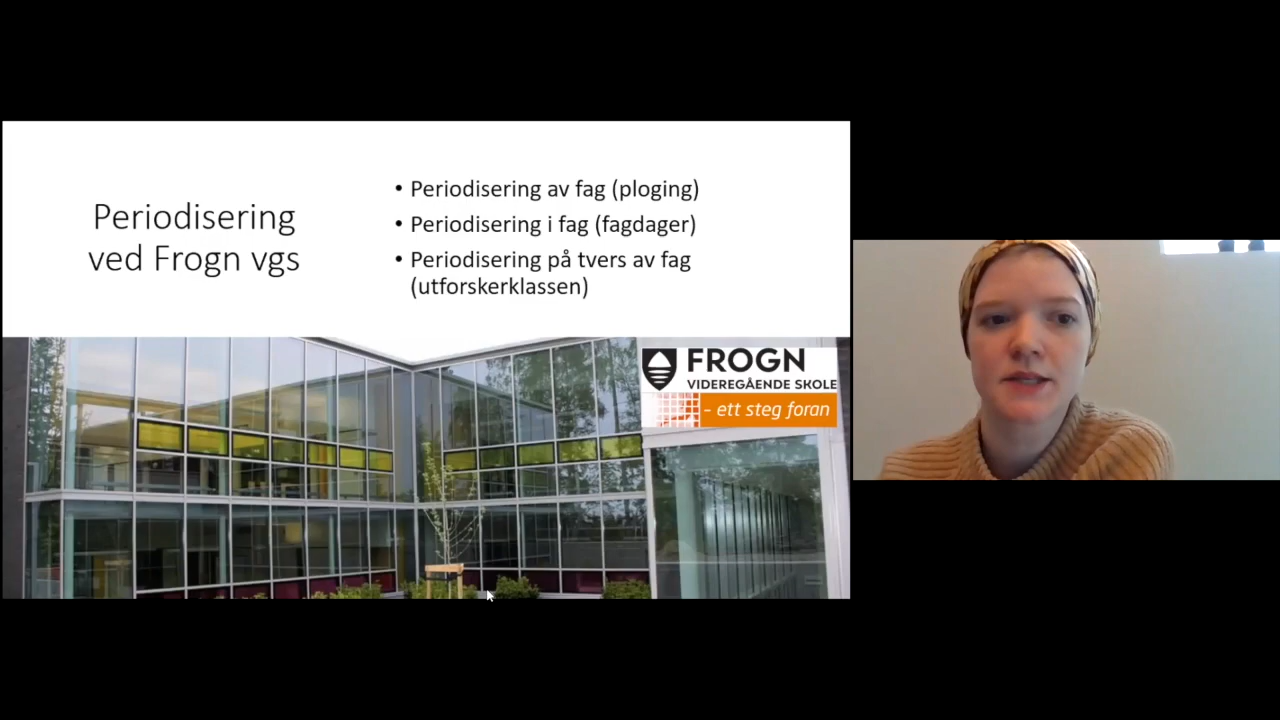 Periodisering
ved Frogn vgs
• Periodisering av fag (ploging)
• Periodisering i fag (fagdager)
• Periodisering på tvers av fag
(utforskerklassen)
FROGN
VIDEREGÅENDE SKOLE
- ett steg foran